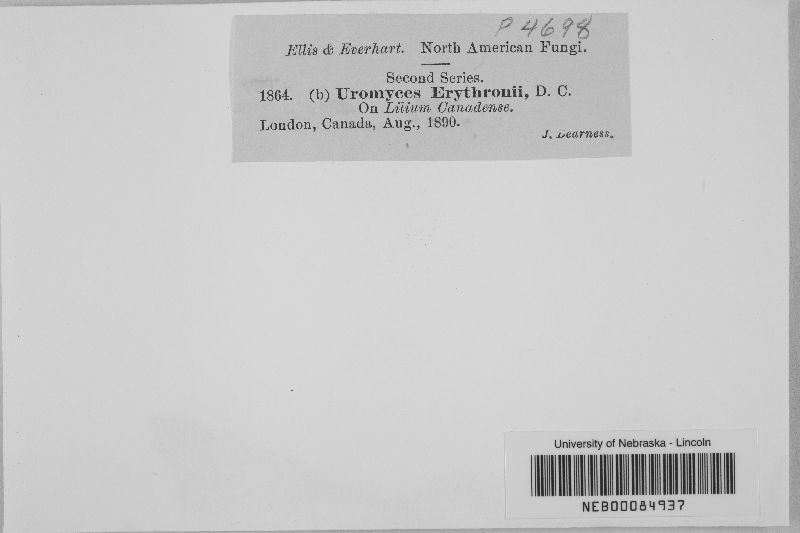 P 4698
Ellis & Everhart. North American Fungi.
Second Series.
1864. (b) Uromyces Erythronii, D. C.
On Lilium Canadense.
London, Canada, Aug., 1890.
J. Dearness.
University of Nebraska - Lincoln
NEB00084937